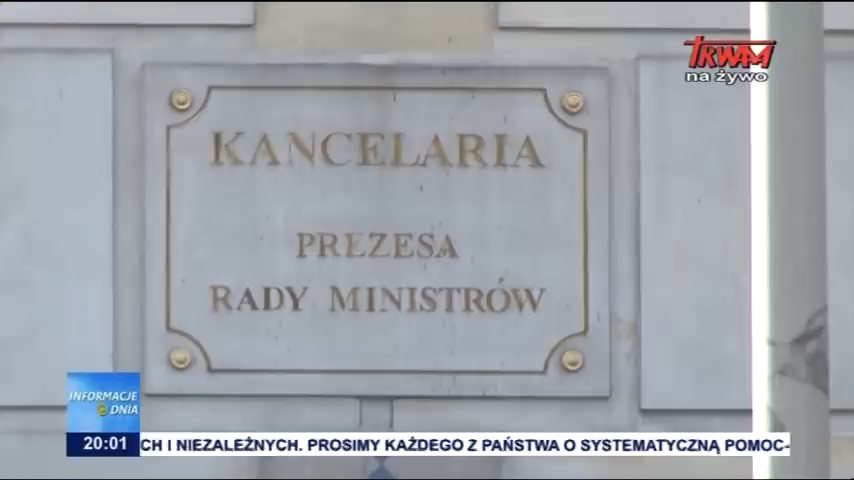 TRWAM
na żywo
KANCELARIA
PREZESA
RADY MINISTRÓW
INFORMACJE
DNIA
20:01
CH I NIEZALEŻNYCH. PROSIMY KAŻDEGO Z PAŃSTWA O SYSTEMATYCZNĄ POMOC-